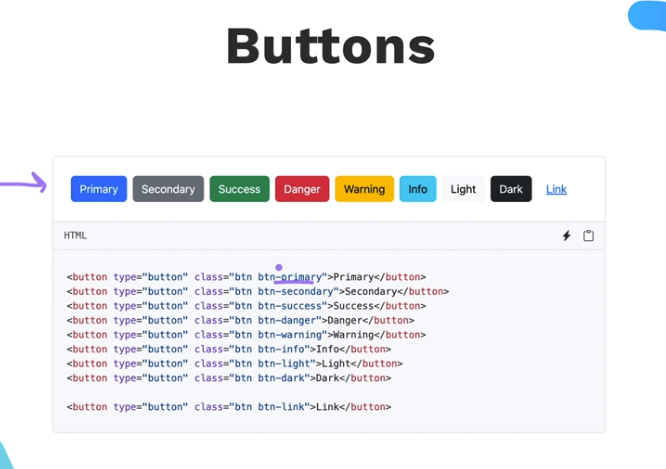 Buttons
Primary Secondary Success Danger Warning Info Light Dark Link
HTML
<button type="button" class="btn btn-primary">Primary</button>
<button type="button" class="btn btn-secondary">Secondary</button>
<button type="button" class="btn btn-success">Success</button>
<button type="button" class="btn btn-danger">Danger</button>
<button type="button" class="btn btn-warning">Warning</button>
<button type="button" class="btn btn-info">Info</button>
<button type="button" class="btn btn-light">Light</button>
<button type="button" class="btn btn-dark">Dark</button>
<button type="button" class="btn btn-link">Link</button>